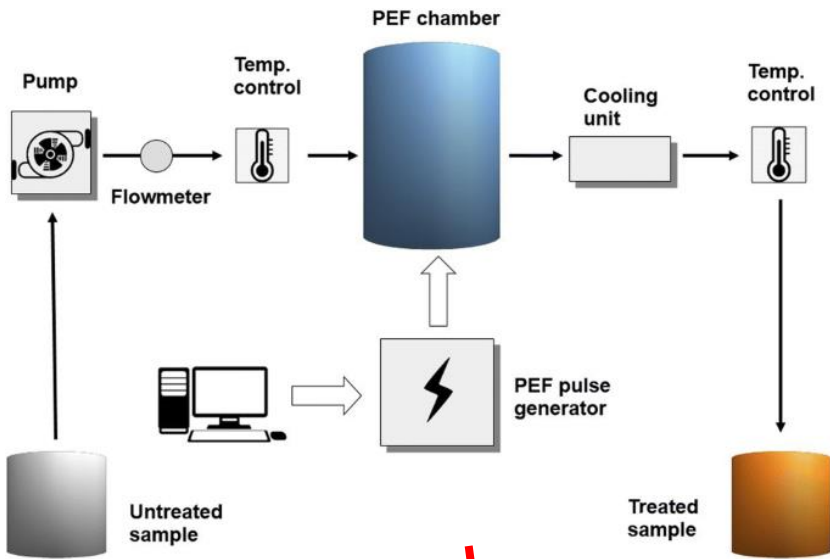 PEF chamber
Temp.
control
Temp.
control
Pump
Cooling
unit
Flowmeter
PEF pulse
generator
Untreated
sample
Treated
sample